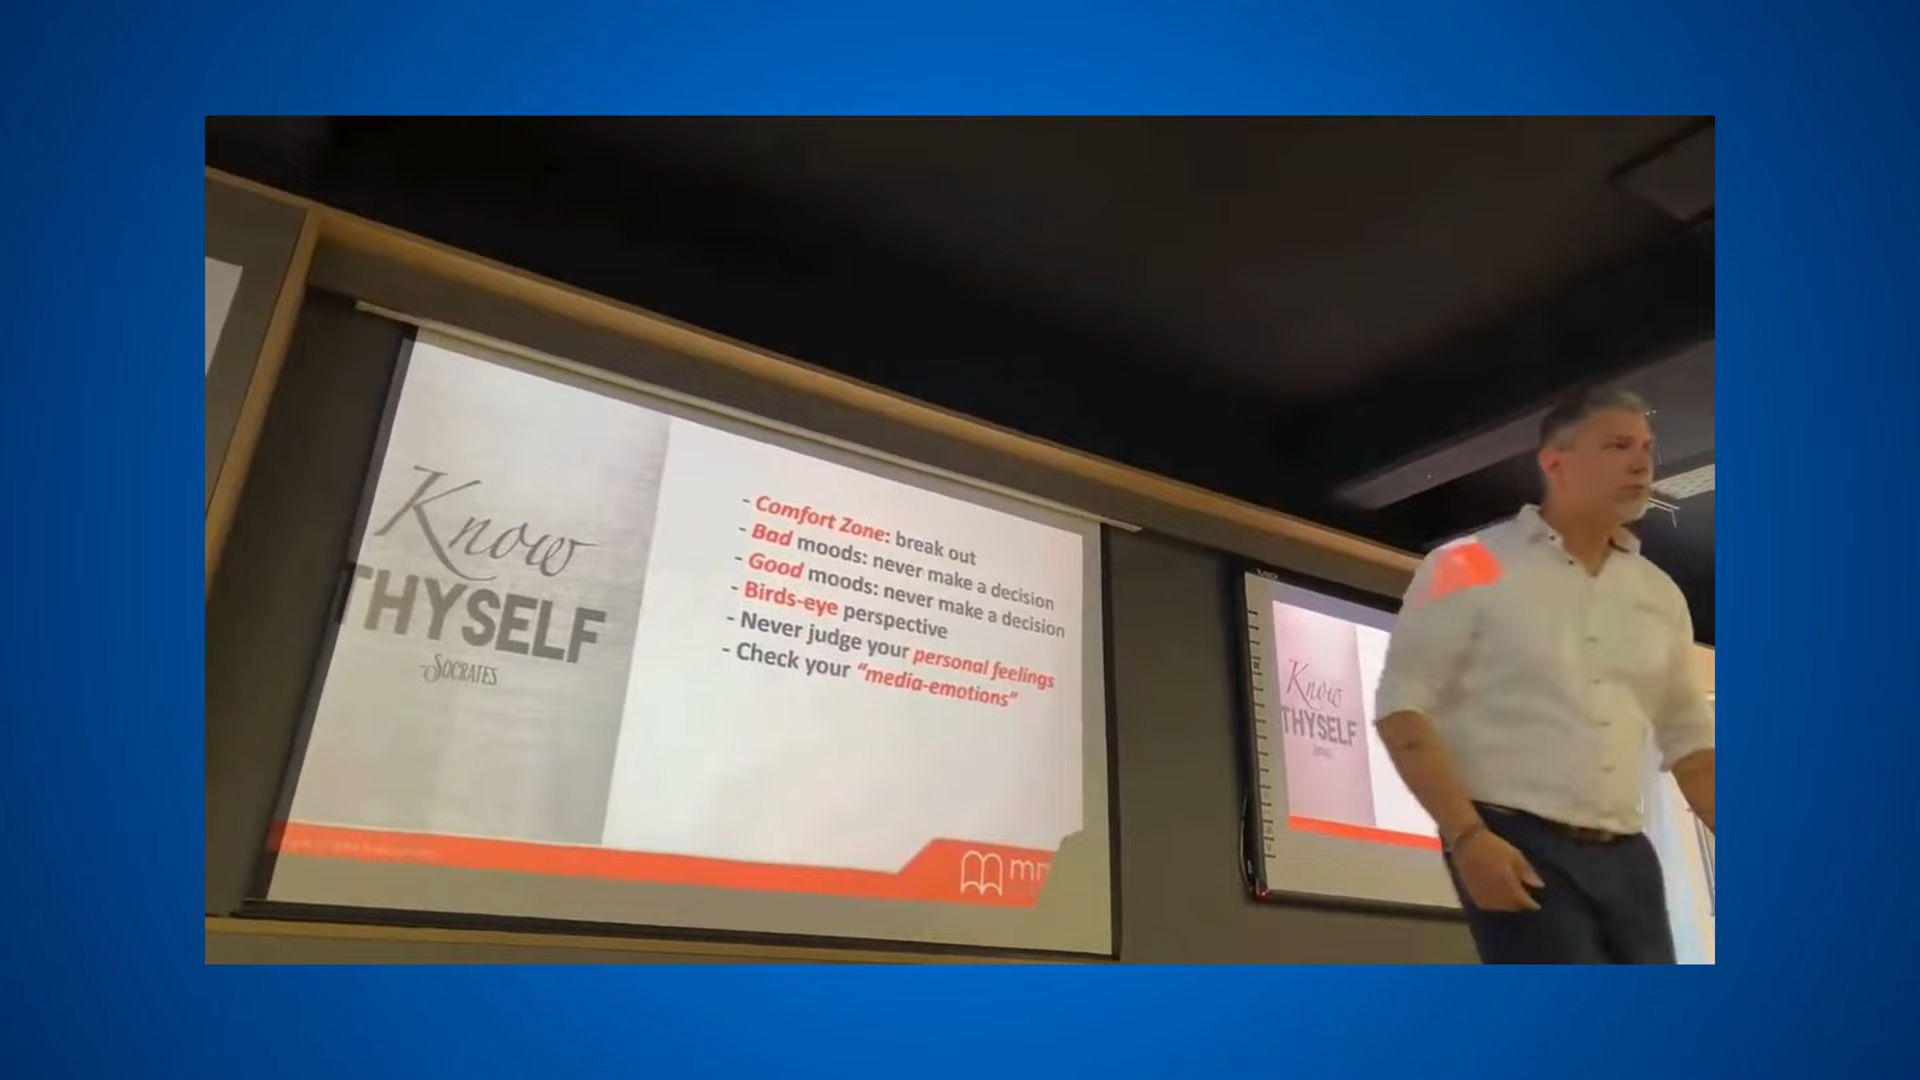 Know
THYSELF
-SOCRATES
- Comfort Zone: break out
- Bad moods: never make a decision
- Good moods: never make a decision
- Birds-eye perspective
- Never judge your personal feelings
- Check your "media-emotions"
Know
THYSELF